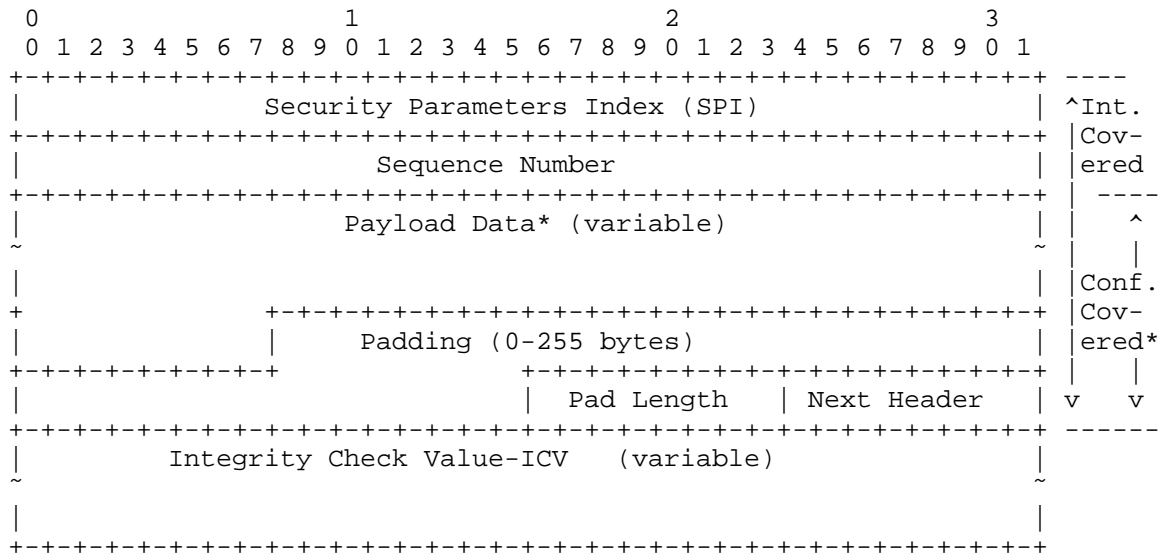 0                   1                   2                   3
 0 1 2 3 4 5 6 7 8 9 0 1 2 3 4 5 6 7 8 9 0 1 2 3 4 5 6 7 8 9 0 1
+-+-+-+-+-+-+-+-+-+-+-+-+-+-+-+-+-+-+-+-+-+-+-+-+-+-+-+-+-+-+-+-+ ----
|               Security Parameters Index (SPI)                 | ^Int.
+-+-+-+-+-+-+-+-+-+-+-+-+-+-+-+-+-+-+-+-+-+-+-+-+-+-+-+-+-+-+-+-+ |Cov-
|                      Sequence Number                          | |ered
+-+-+-+-+-+-+-+-+-+-+-+-+-+-+-+-+-+-+-+-+-+-+-+-+-+-+-+-+-+-+-+-+ | ----
|                    Payload Data* (variable)                   | |   ^
~                                                               ~ |   |
|                                                               | |Conf.
+               +-+-+-+-+-+-+-+-+-+-+-+-+-+-+-+-+-+-+-+-+-+-+-+-+ |Cov-
|               |     Padding (0-255 bytes)                     | |ered*
+-+-+-+-+-+-+-+-+               +-+-+-+-+-+-+-+-+-+-+-+-+-+-+-+-+ |   |
|                               |  Pad Length   | Next Header   | v   v
+-+-+-+-+-+-+-+-+-+-+-+-+-+-+-+-+-+-+-+-+-+-+-+-+-+-+-+-+-+-+-+-+ ------
|         Integrity Check Value-ICV   (variable)                |
~                                                               ~
|                                                               |
+-+-+-+-+-+-+-+-+-+-+-+-+-+-+-+-+-+-+-+-+-+-+-+-+-+-+-+-+-+-+-+-+